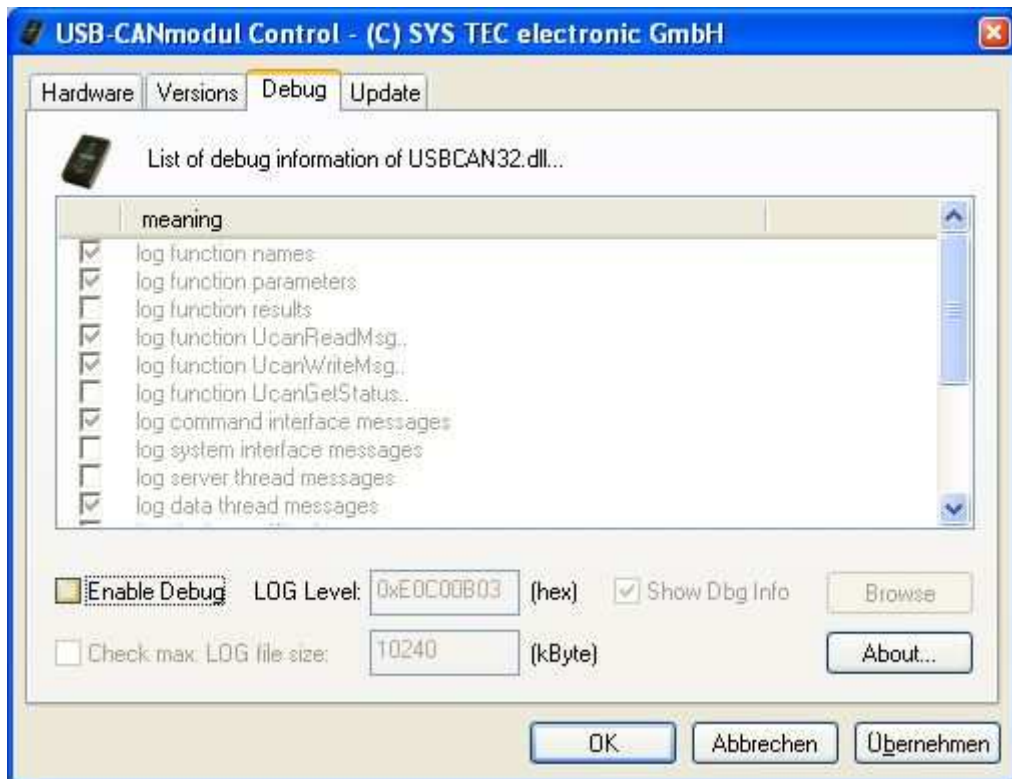 USB-CANmodul Control - (C) SYS TEC electronic GmbH
Hardware Versions Debug Update
List of debug information of USBCAN32.dll...
meaning
log function names
log function parameters
log function results
log function UcanReadMsg..
log function UcanWriteMsg..
log function UcanGetStatus..
log command interface messages
log system interface messages
log server thread messages
log data thread messages
Enable Debug LOG Level: 0xE0C00B03 (hex) Show Dbg Info Browse
Check max. LOG file size: 10240 (kByte) About...
OK Abbrechen Übernehmen